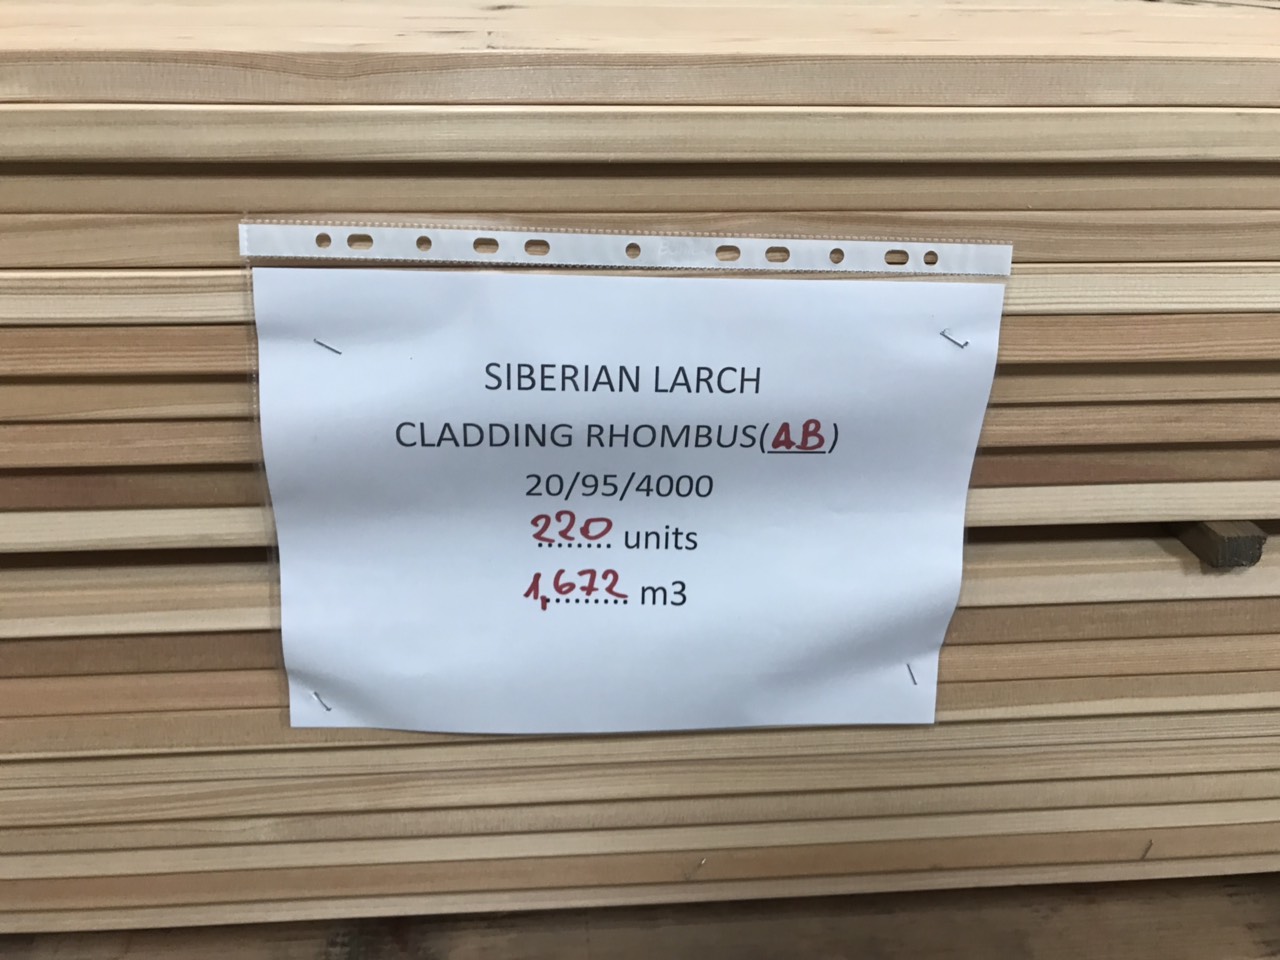 SIBERIAN LARCH
CLADDING RHOMBUS(AB)
20/95/4000
220 units
1,672 m3